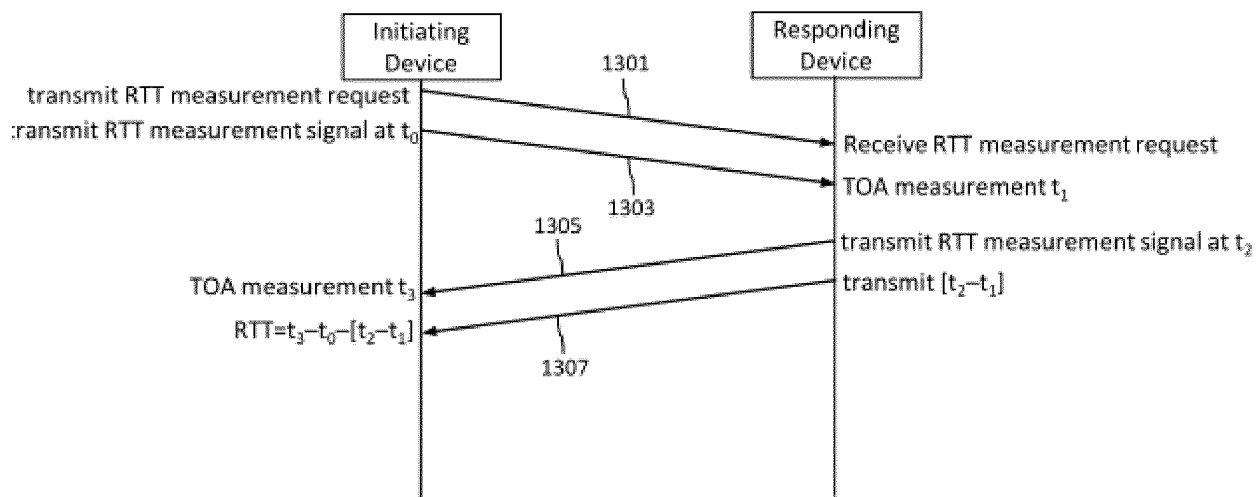 Initiating
Device
Responding
Device
1301
transmit RTT measurement request
transmit RTT measurement signal at t₀
Receive RTT measurement request
TOA measurement t₁
1303
1305
transmit RTT measurement signal at t₂
TOA measurement t₃
transmit [t₂–t₁]
RTT=t₃–t₀–[t₂–t₁]
1307